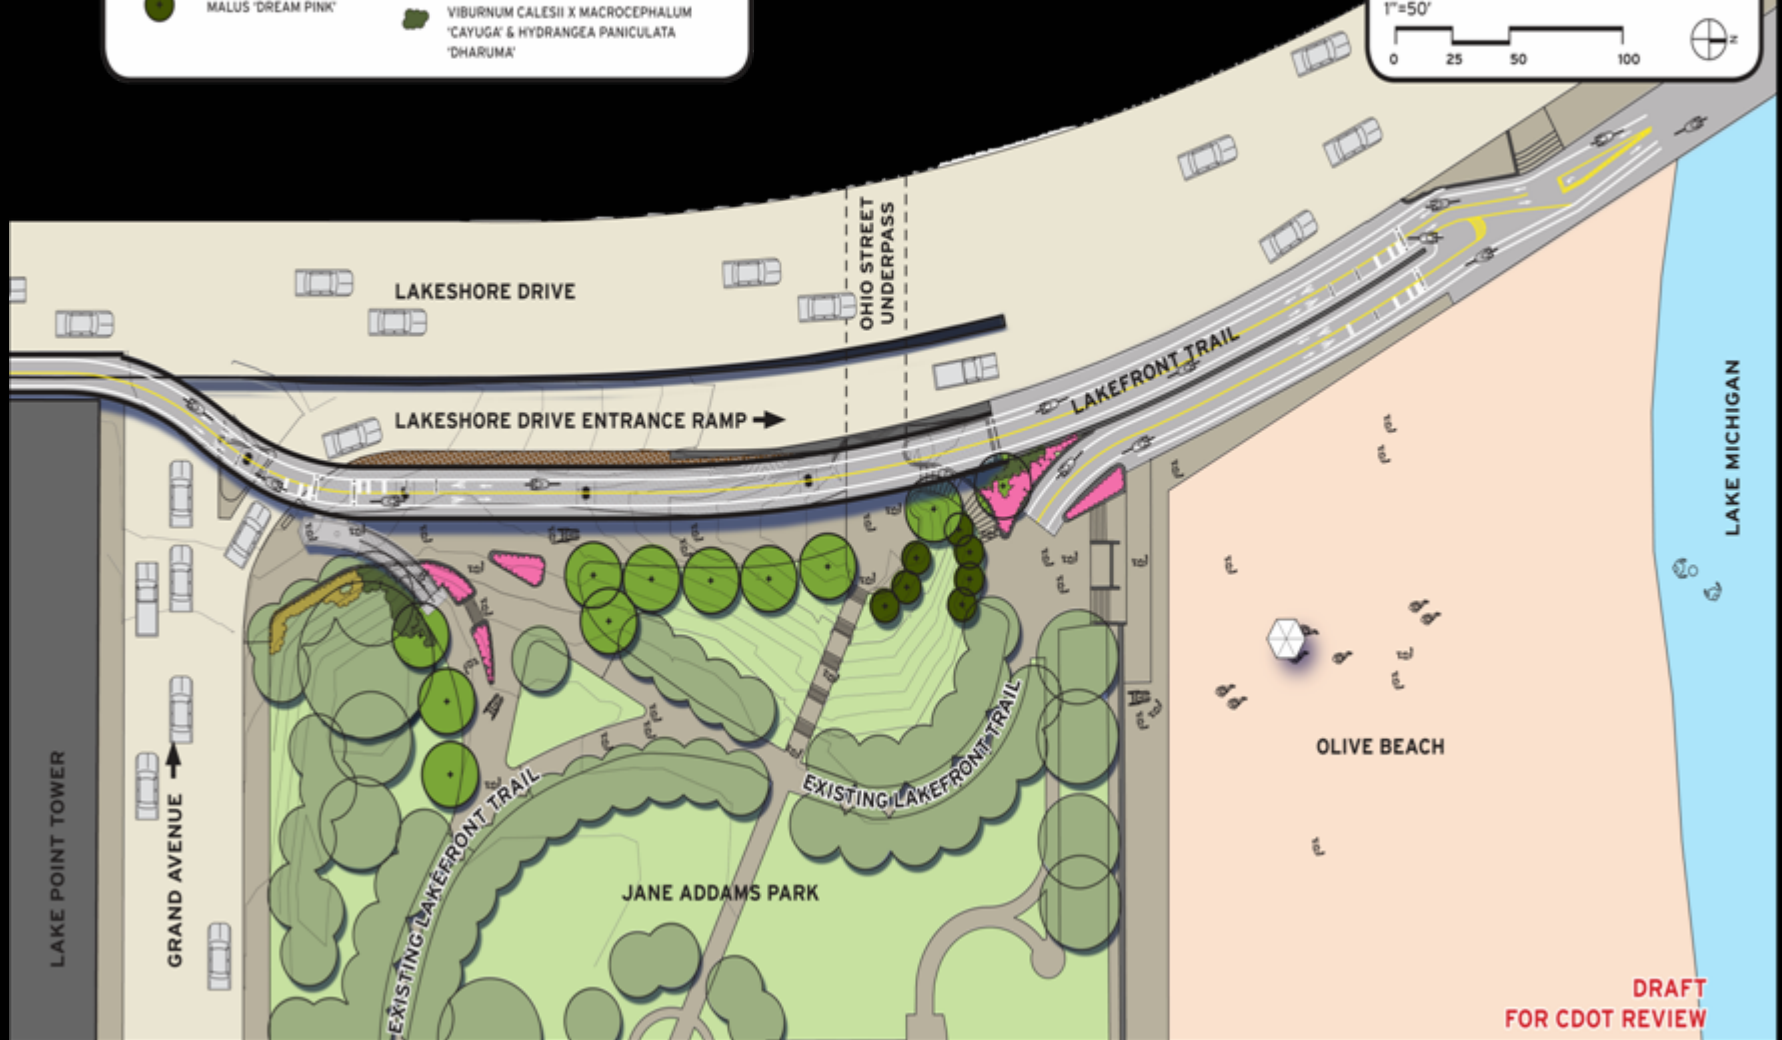 MALUS 'DREAM PINK'
VIBURNUM CALESII X MACROCEPHALUM
'CAYUGA' & HYDRANGEA PANICULATA
'DHARUMA'
1"=50'
0 25 50 100
N
LAKESHORE DRIVE
OHIO STREET
UNDERPASS
LAKESHORE DRIVE ENTRANCE RAMP
LAKEFRONT TRAIL
LAKE MICHIGAN
OLIVE BEACH
LAKE POINT TOWER
GRAND AVENUE
EXISTING LAKEFRONT TRAIL
EXISTING LAKEFRONT TRAIL
JANE ADDAMS PARK
DRAFT
FOR CDOT REVIEW